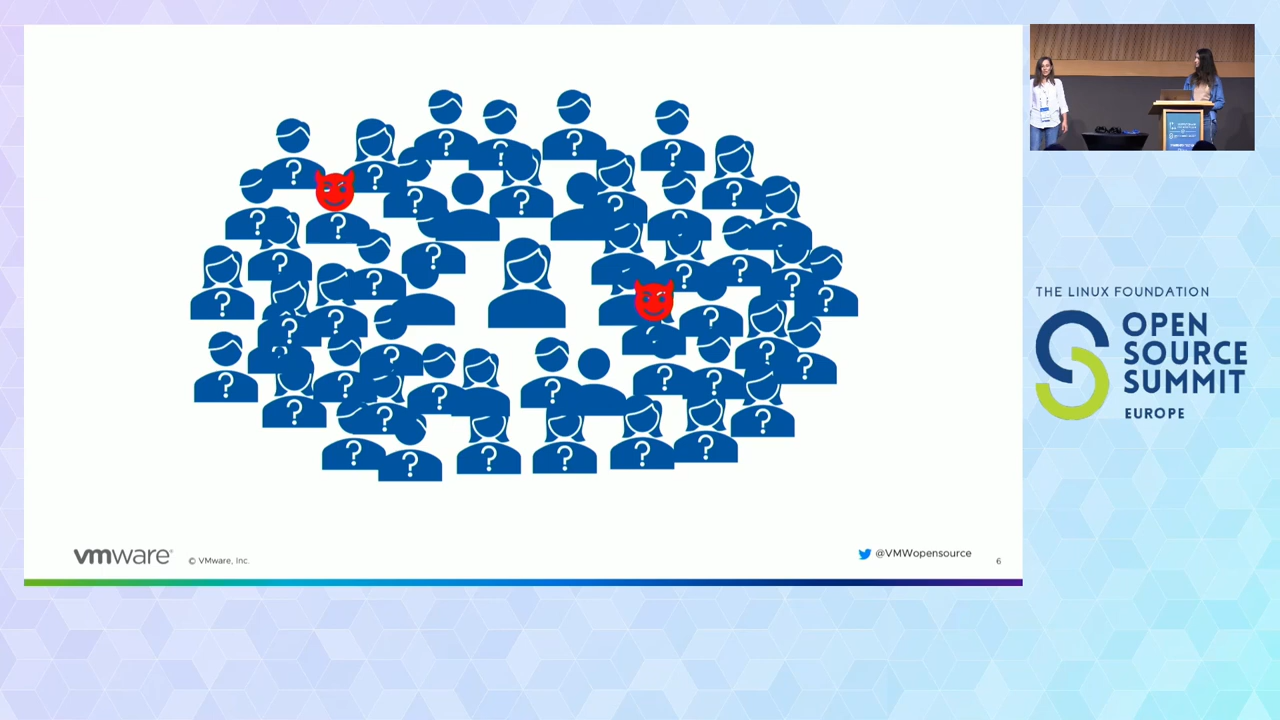 vmware®
© VMware, Inc.
@VMWopensource
6
THE LINUX FOUNDATION
OPEN
SOURCE
SUMMIT
EUROPE